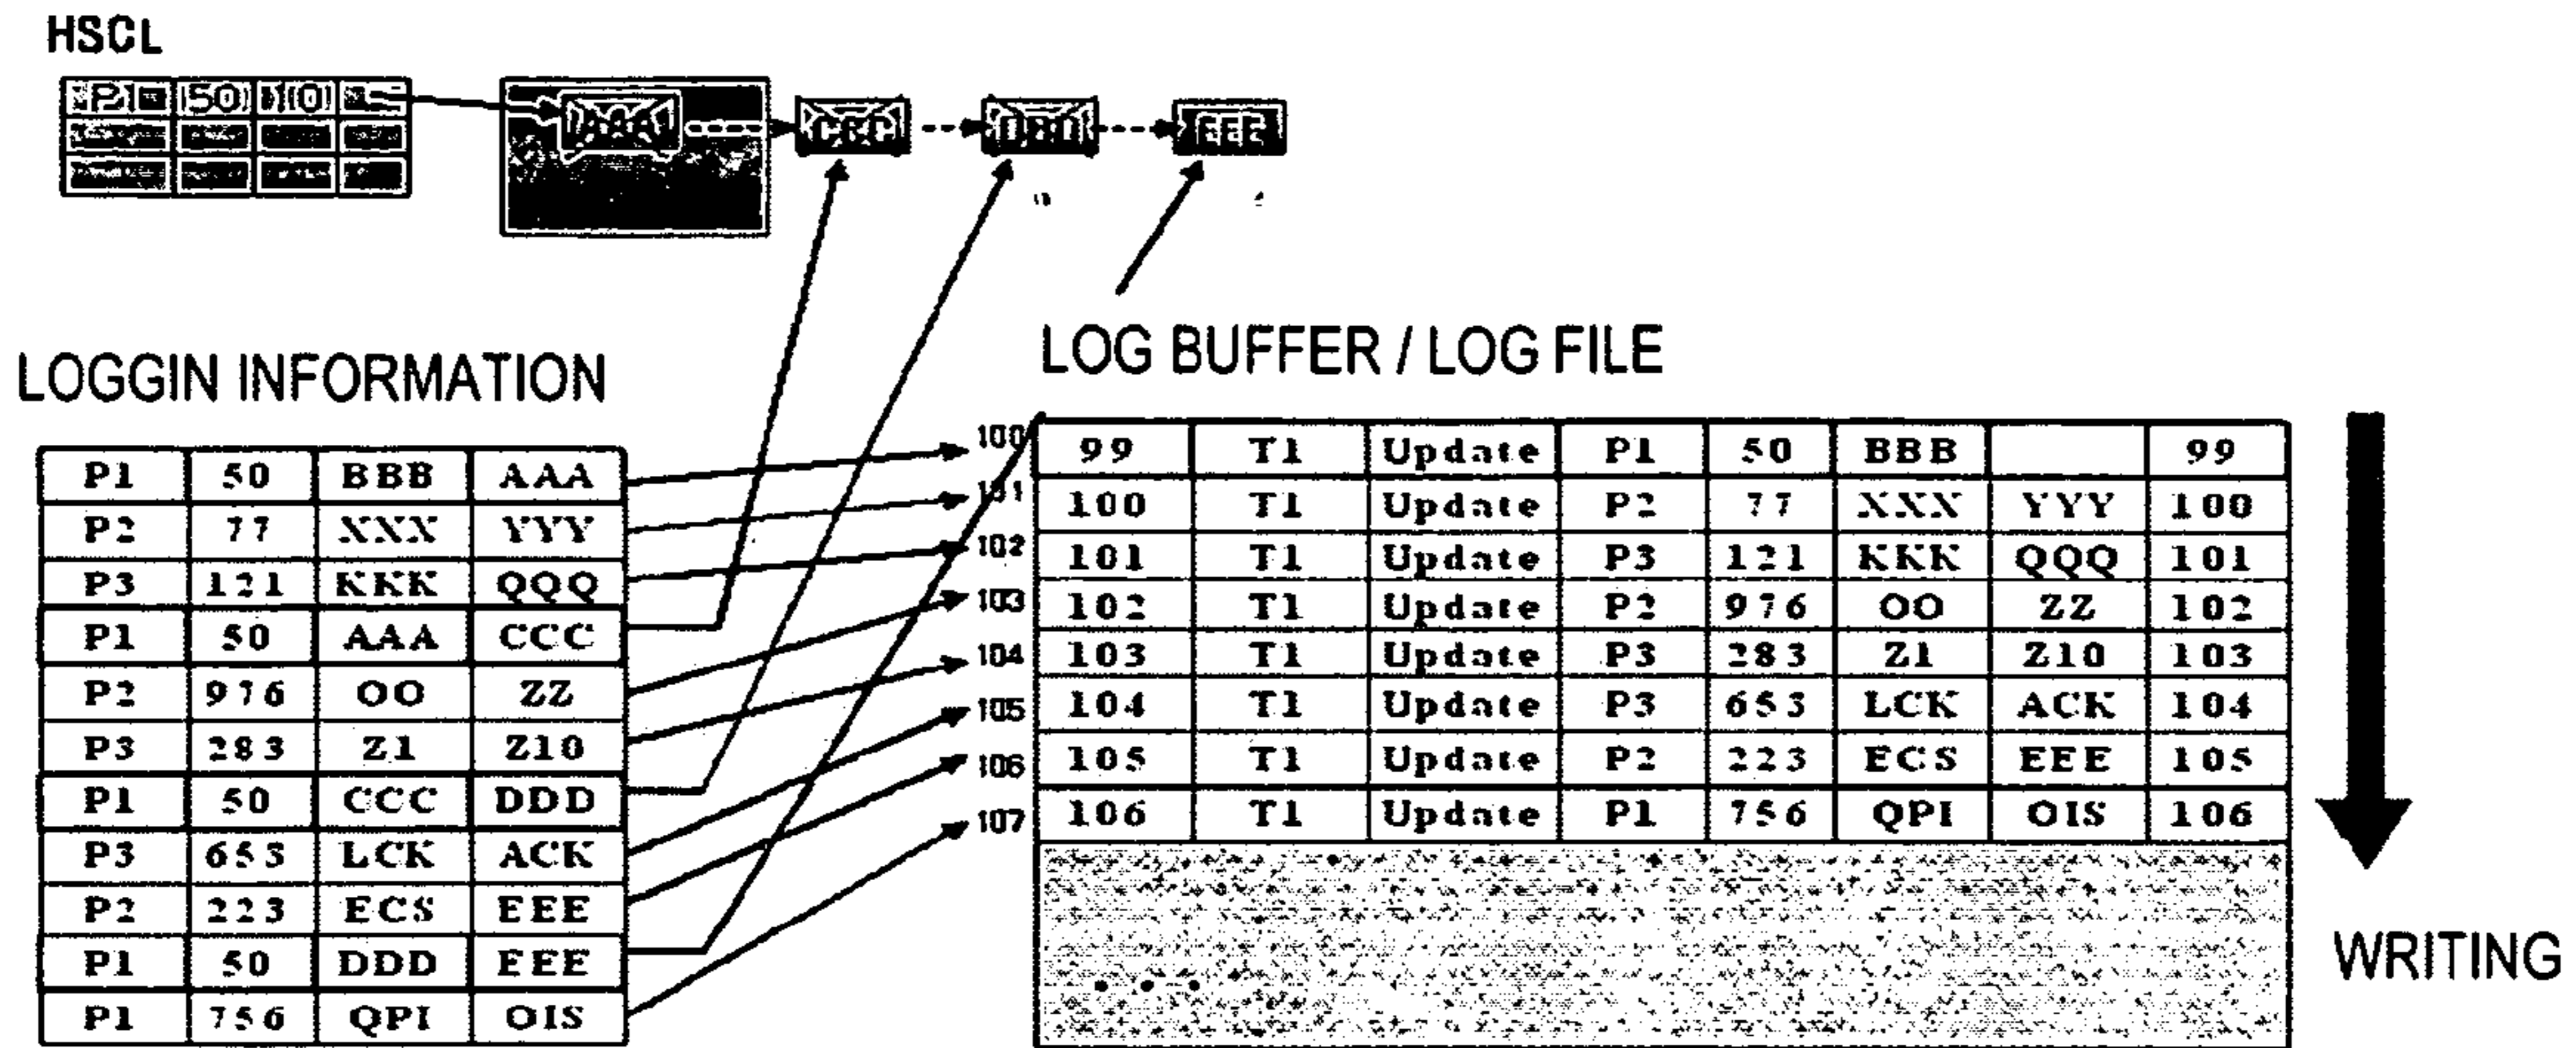 HSCL
P1 50 10
AAA CCC EEE
LOGGIN INFORMATION
LOG BUFFER / LOG FILE
P1 50 BBB AAA
P2 77 XXX YYY
P3 121 KKK QQQ
P1 50 AAA CCC
P2 976 OO ZZ
P3 283 Z1 Z10
P1 50 CCC DDD
P3 653 LCK ACK
P2 223 ECS EEE
P1 50 DDD EEE
P1 756 QPI OIS
100
101
102
103
104
105
106
107
99 T1 Update P1 50 BBB 99
100 T1 Update P2 77 XXX YYY 100
101 T1 Update P3 121 KKK QQQ 101
102 T1 Update P2 976 OO ZZ 102
103 T1 Update P3 283 Z1 Z10 103
104 T1 Update P3 653 LCK ACK 104
105 T1 Update P2 223 ECS EEE 105
106 T1 Update P1 756 QPI OIS 106
...
WRITING